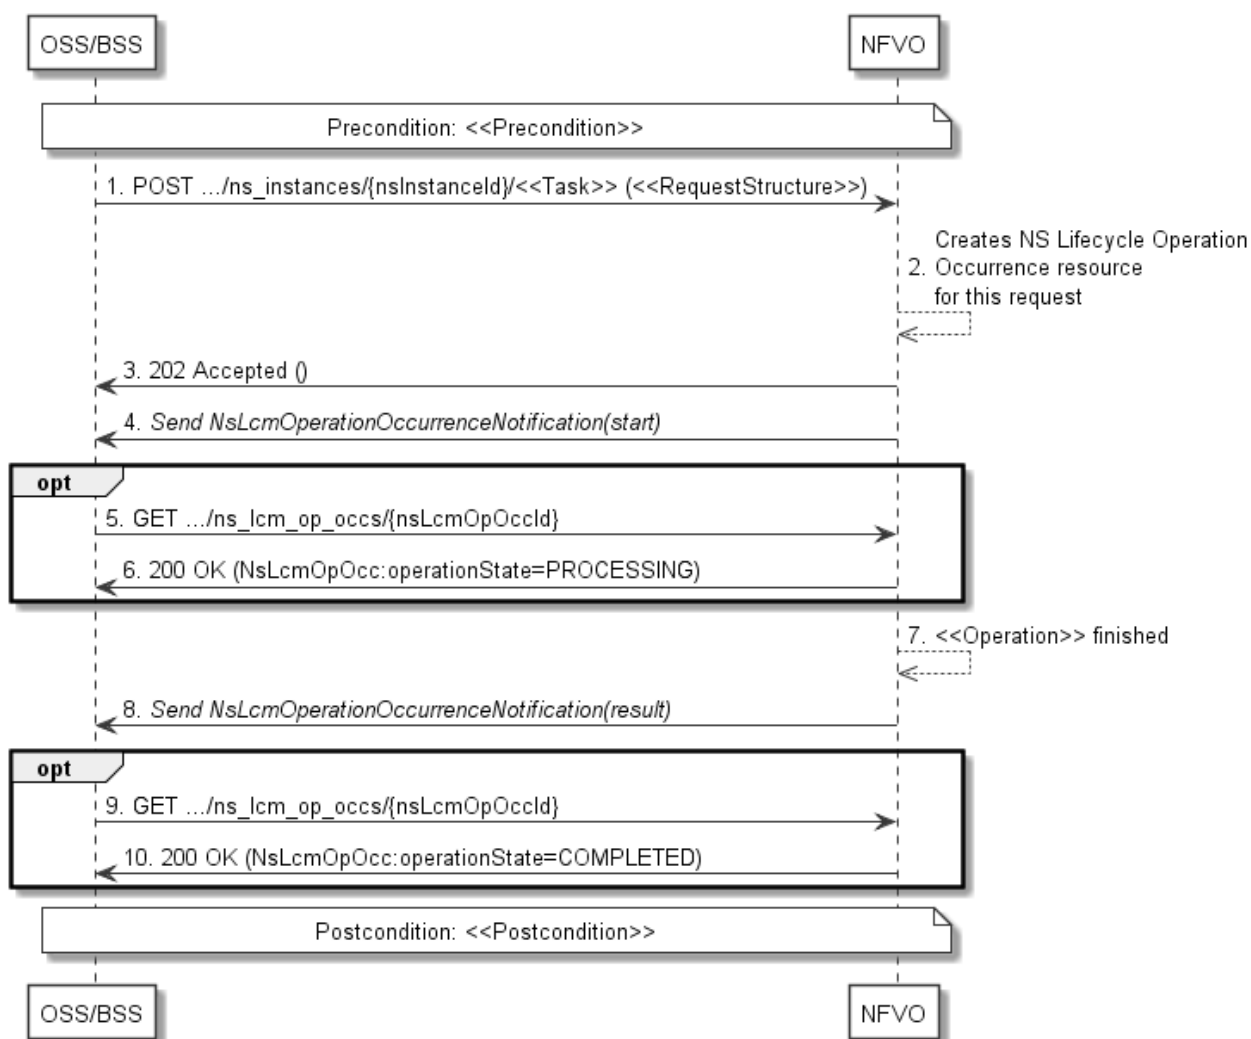 OSS/BSS
NFVO
Precondition: <<Precondition>>
1. POST .../ns_instances/{nsInstanceId}/<<Task>> (<<RequestStructure>>)
Creates NS Lifecycle Operation
2. Occurrence resource
for this request
3. 202 Accepted ()
4. Send NsLcmOperationOccurrenceNotification(start)
opt
5. GET .../ns_lcm_op_occs/{nsLcmOpOccId}
6. 200 OK (NsLcmOpOcc:operationState=PROCESSING)
7. <<Operation>> finished
8. Send NsLcmOperationOccurrenceNotification(result)
opt
9. GET .../ns_lcm_op_occs/{nsLcmOpOccId}
10. 200 OK (NsLcmOpOcc:operationState=COMPLETED)
Postcondition: <<Postcondition>>
OSS/BSS
NFVO